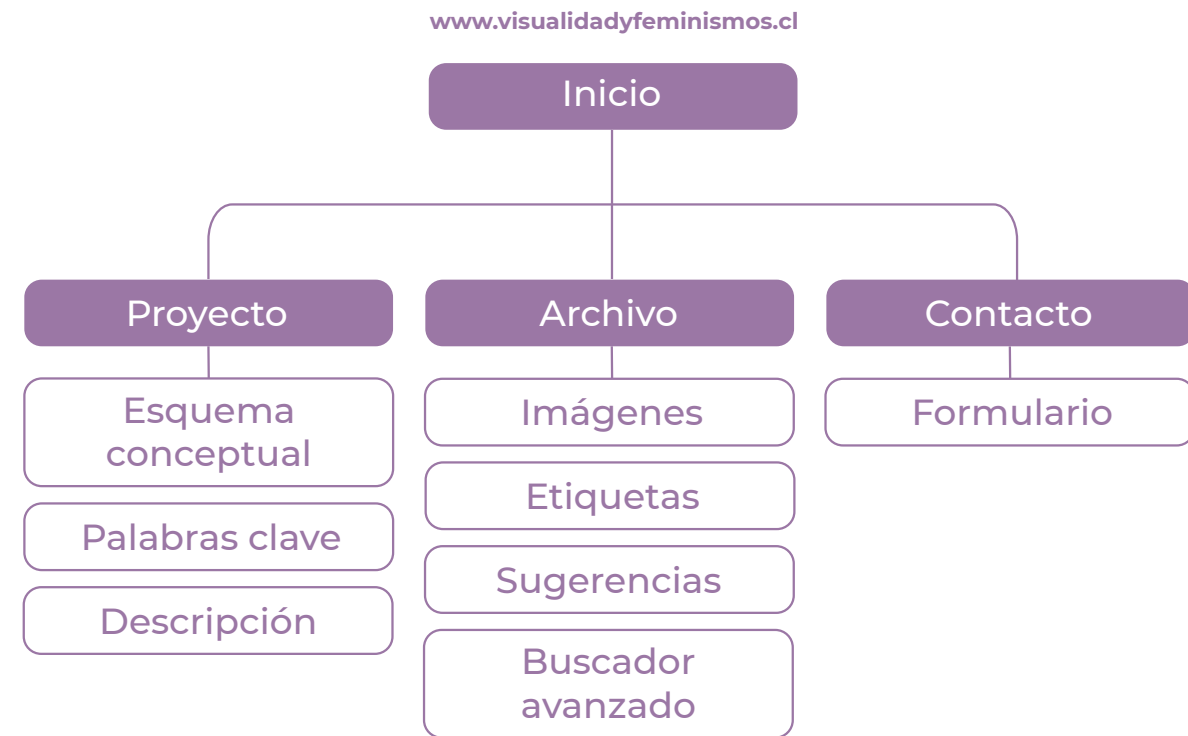 www.visualidadyfeminismos.cl
Inicio
Proyecto
Esquema
conceptual
Palabras clave
Descripción
Archivo
Imágenes
Etiquetas
Sugerencias
Buscador
avanzado
Contacto
Formulario